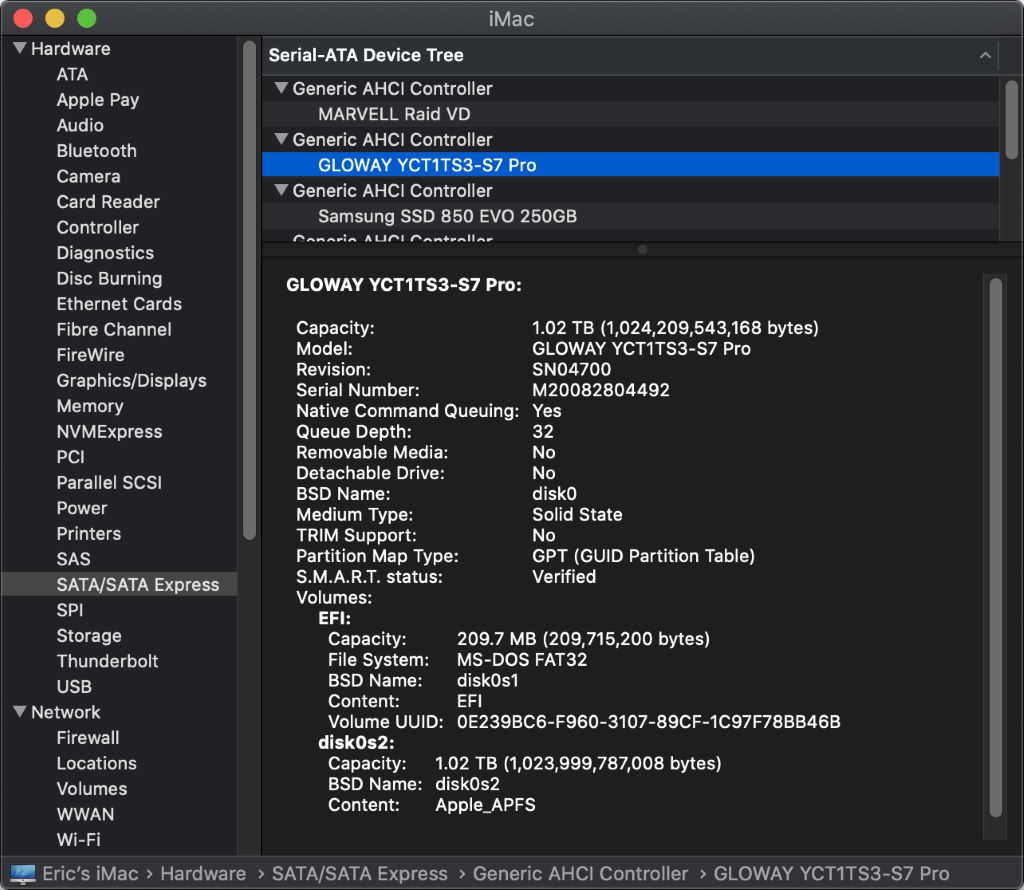 iMac
Hardware
ATA
Apple Pay
Audio
Bluetooth
Camera
Card Reader
Controller
Diagnostics
Disc Burning
Ethernet Cards
Fibre Channel
FireWire
Graphics/Displays
Memory
NVMExpress
PCI
Parallel SCSI
Power
Printers
SAS
SATA/SATA Express
SPI
Storage
Thunderbolt
USB
Network
Firewall
Locations
Volumes
WWAN
Wi-Fi
Serial-ATA Device Tree
Generic AHCI Controller
MARVELL Raid VD
Generic AHCI Controller
GLOWAY YCT1TS3-S7 Pro
Generic AHCI Controller
Samsung SSD 850 EVO 250GB
Generic AHCI Controller
GLOWAY YCT1TS3-S7 Pro:
Capacity: 1.02 TB (1,024,209,543,168 bytes)
Model: GLOWAY YCT1TS3-S7 Pro
Revision: SN04700
Serial Number: M20082804492
Native Command Queuing: Yes
Queue Depth: 32
Removable Media: No
Detachable Drive: No
BSD Name: disk0
Medium Type: Solid State
TRIM Support: No
Partition Map Type: GPT (GUID Partition Table)
S.M.A.R.T. status: Verified
Volumes:
EFI:
Capacity: 209.7 MB (209,715,200 bytes)
File System: MS-DOS FAT32
BSD Name: disk0s1
Content: EFI
Volume UUID: 0E239BC6-F960-3107-89CF-1C97F78BB46B
disk0s2:
Capacity: 1.02 TB (1,023,999,787,008 bytes)
BSD Name: disk0s2
Content: Apple_APFS
Eric's iMac › Hardware › SATA/SATA Express › Generic AHCI Controller › GLOWAY YCT1TS3-S7 Pro